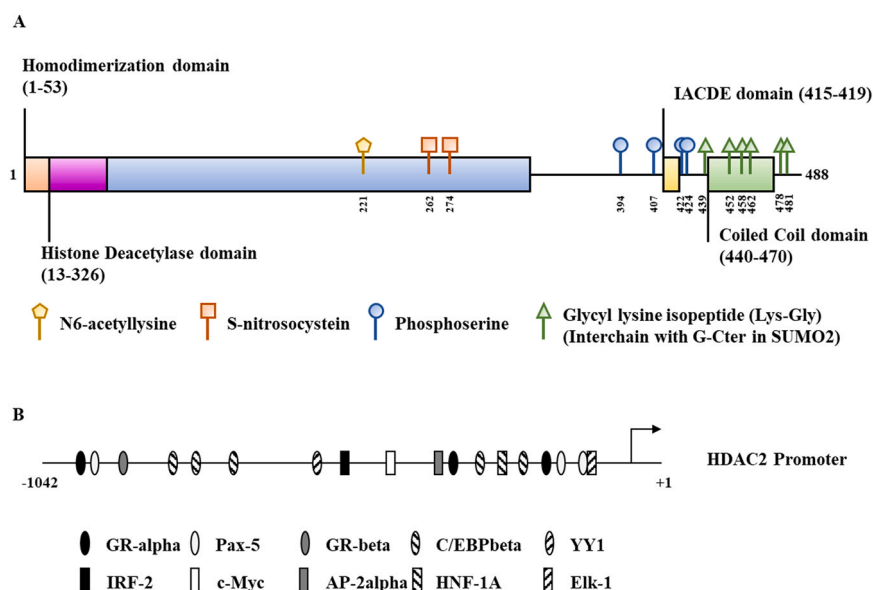 A
Homodimerization domain
(1-53)
IACDE domain (415-419)
1
488
221
262
274
394
407
422
424
439
452
458
462
478
481
Histone Deacetylase domain
(13-326)
Coiled Coil domain
(440-470)
N6-acetyllysine
S-nitrosocystein
Phosphoserine
Glycyl lysine isopeptide (Lys-Gly)
(Interchain with G-Cter in SUMO2)
B
-1042
+1
HDAC2 Promoter
GR-alpha Pax-5 GR-beta C/EBPbeta YY1
IRF-2 c-Myc AP-2alpha HNF-1A Elk-1